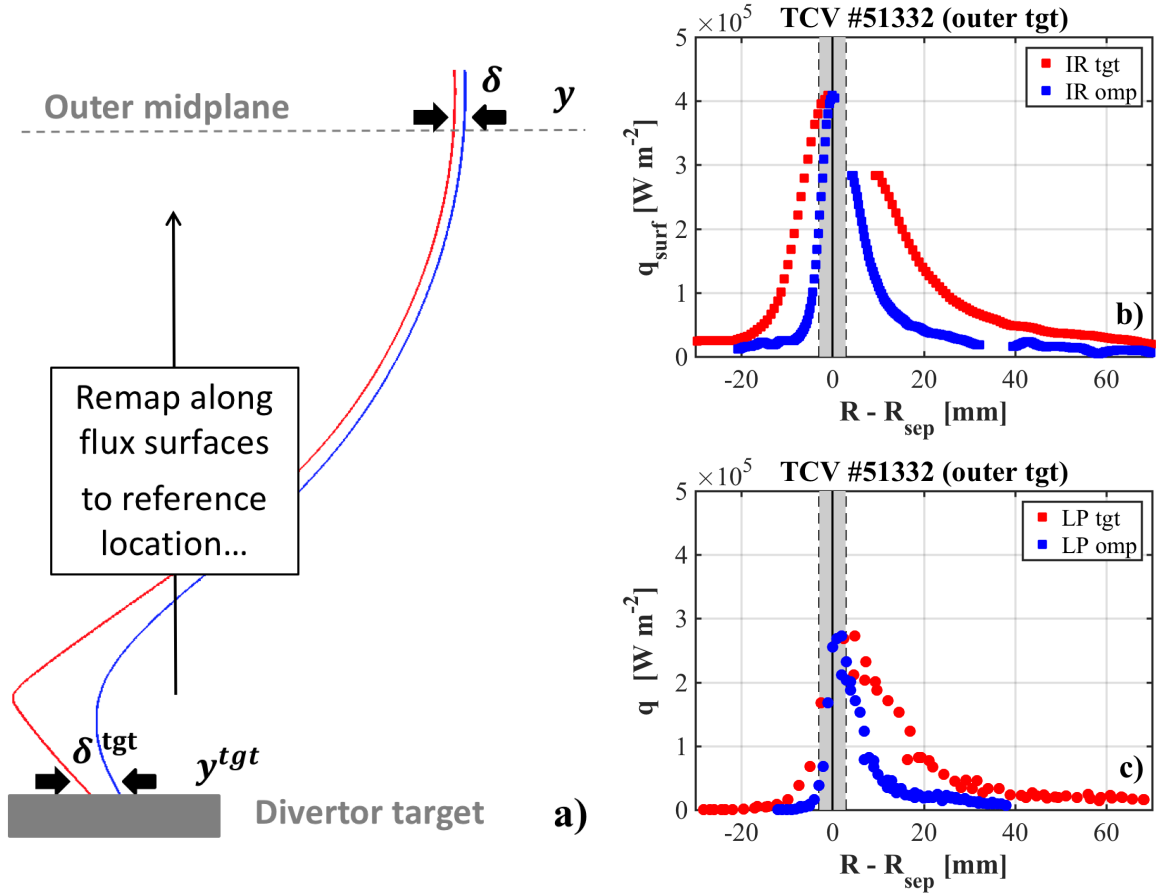 Outer midplane
δ
y
Remap along
flux surfaces
to reference
location...
δ^tgt
y^tgt
Divertor target
a)
TCV #51332 (outer tgt)
×10^5
IR tgt
IR omp
q_surf [W m^-2]
5
4
3
2
1
0
b)
-20 0 20 40 60
R - R_sep [mm]
TCV #51332 (outer tgt)
×10^5
LP tgt
LP omp
q [W m^-2]
5
4
3
2
1
0
c)
-20 0 20 40 60
R - R_sep [mm]